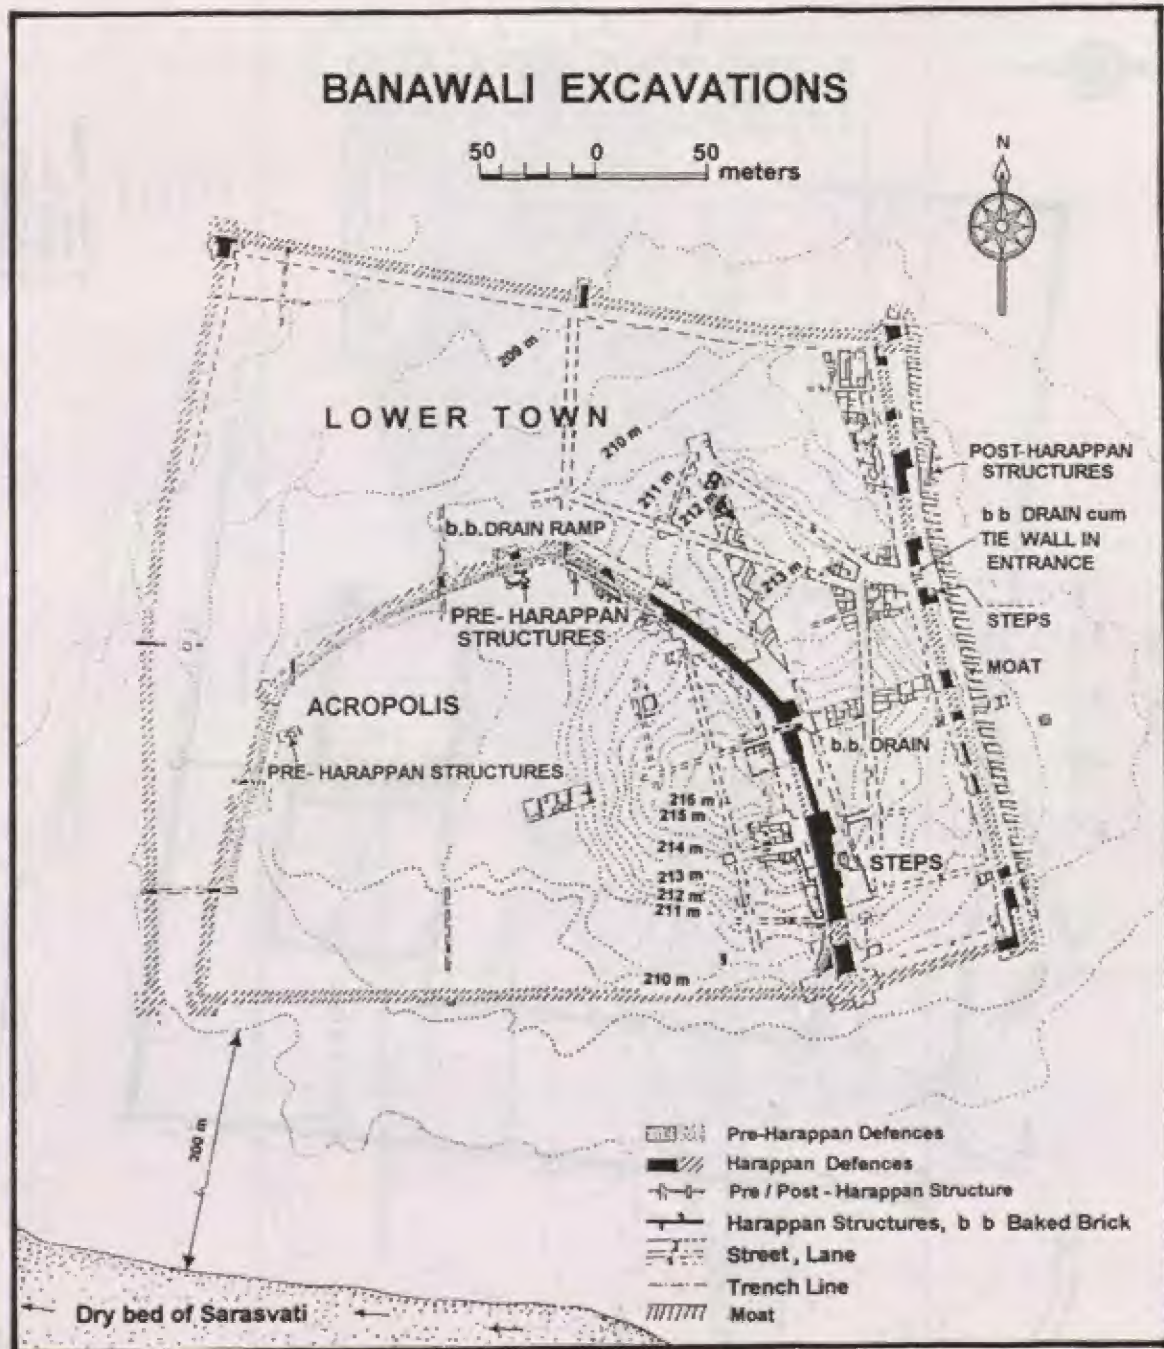 BANAWALI EXCAVATIONS
50 0 50
meters
N
209 m
LOWER TOWN
210 m
211 m
212 m
213 m
POST-HARAPPAN
STRUCTURES
b b DRAIN cum
TIE WALL IN
ENTRANCE
b.b. DRAIN RAMP
PRE-HARAPPAN
STRUCTURES
STEPS
MOAT
ACROPOLIS
b.b. DRAIN
PRE-HARAPPAN STRUCTURES
216 m
215 m
214 m
213 m
212 m
211 m
STEPS
210 m
200 m
Pre-Harappan Defences
Harappan Defences
Pre / Post - Harappan Structure
Harappan Structures, b b Baked Brick
Street, Lane
Trench Line
Moat
Dry bed of Sarasvati